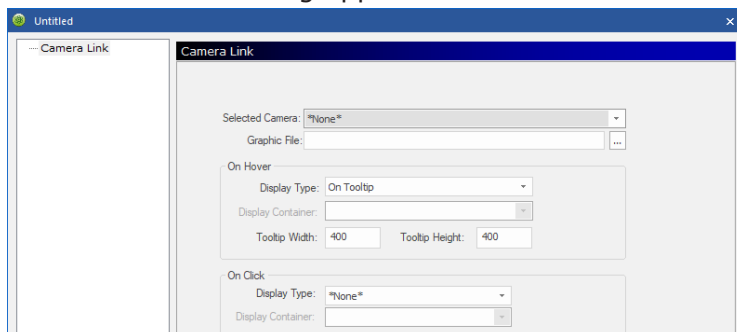 Untitled
Camera Link
Camera Link
Selected Camera: *None*
Graphic File: ...
On Hover
Display Type: On Tooltip
Display Container:
Tooltip Width: 400 Tooltip Height: 400
On Click
Display Type: *None*
Display Container: